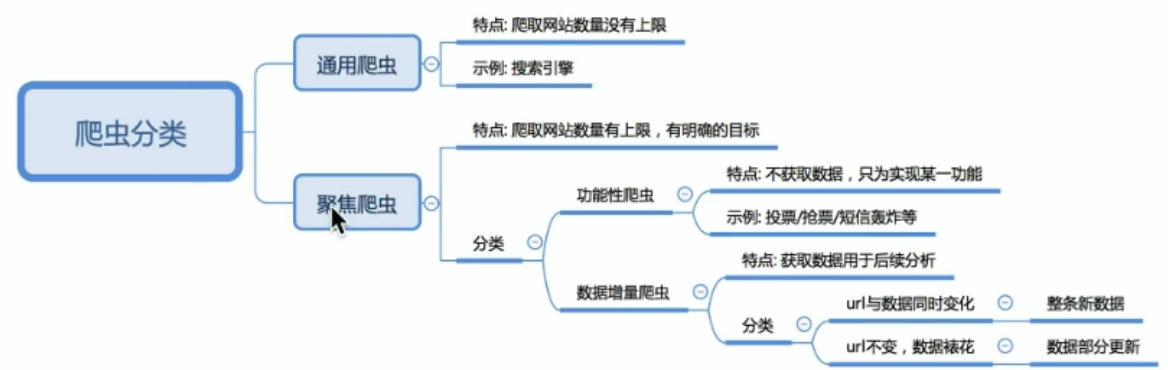 爬虫分类
通用爬虫
特点: 爬取网站数量没有上限
示例: 搜索引擎
聚焦爬虫
特点: 爬取网站数量有上限，有明确的目标
分类
功能性爬虫
特点: 不获取数据，只为实现某一功能
示例: 投票/抢票/短信轰炸等
数据增量爬虫
特点: 获取数据用于后续分析
分类
url与数据同时变化
整条新数据
url不变，数据裱花
数据部分更新